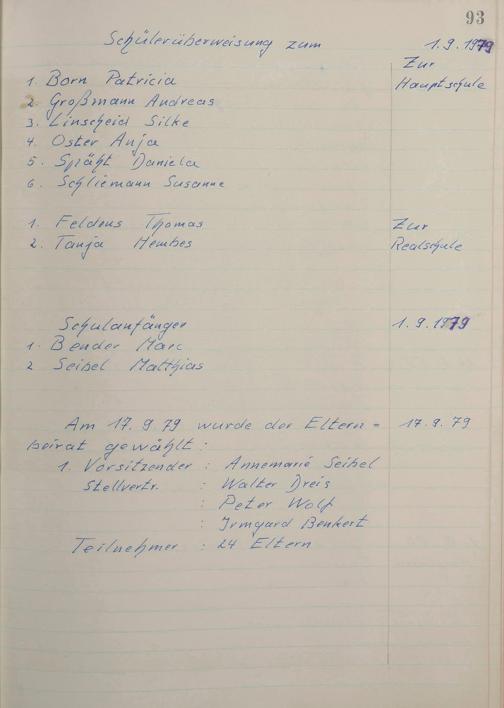 93
Schülerüberweisung zum 1.9.1979
Zur
1. Born Patricia Hauptschule
2. Großmann Andreas
3. Linscheid Silke
4. Oster Anja
5. Späht Daniela
6. Schliemann Susanne
1. Feldens Thomas Zur
2. Tanja Hembes Realschule
Schulanfänger 1.9.1979
1. Bender Marc
2 Seibel Matthias
Am 17.9.79 wurde der Eltern= 17.9.79
beirat gewählt:
1. Vorsitzender : Annemarie Seibel
Stellvertr. : Walter Dreis
: Peter Wolf
: Irmgard Benkert
Teilnehmer : 24 Eltern